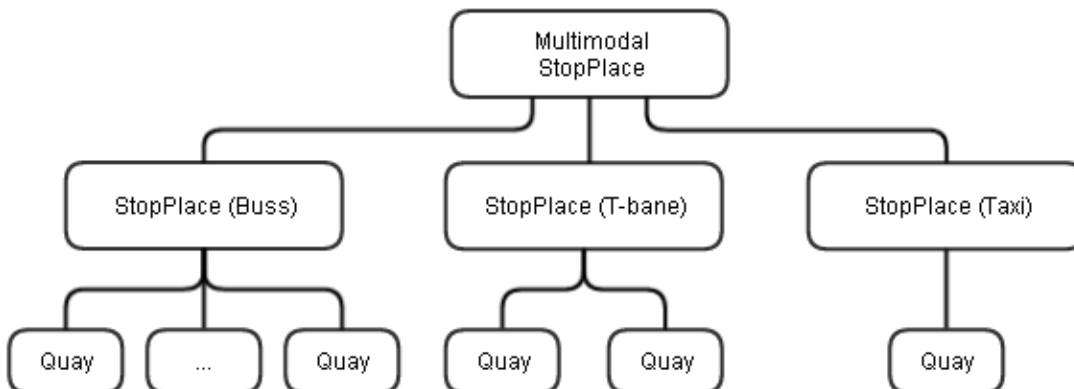 Multimodal
StopPlace
StopPlace (Buss)
StopPlace (T-bane)
StopPlace (Taxi)
Quay
...
Quay
Quay
Quay
Quay